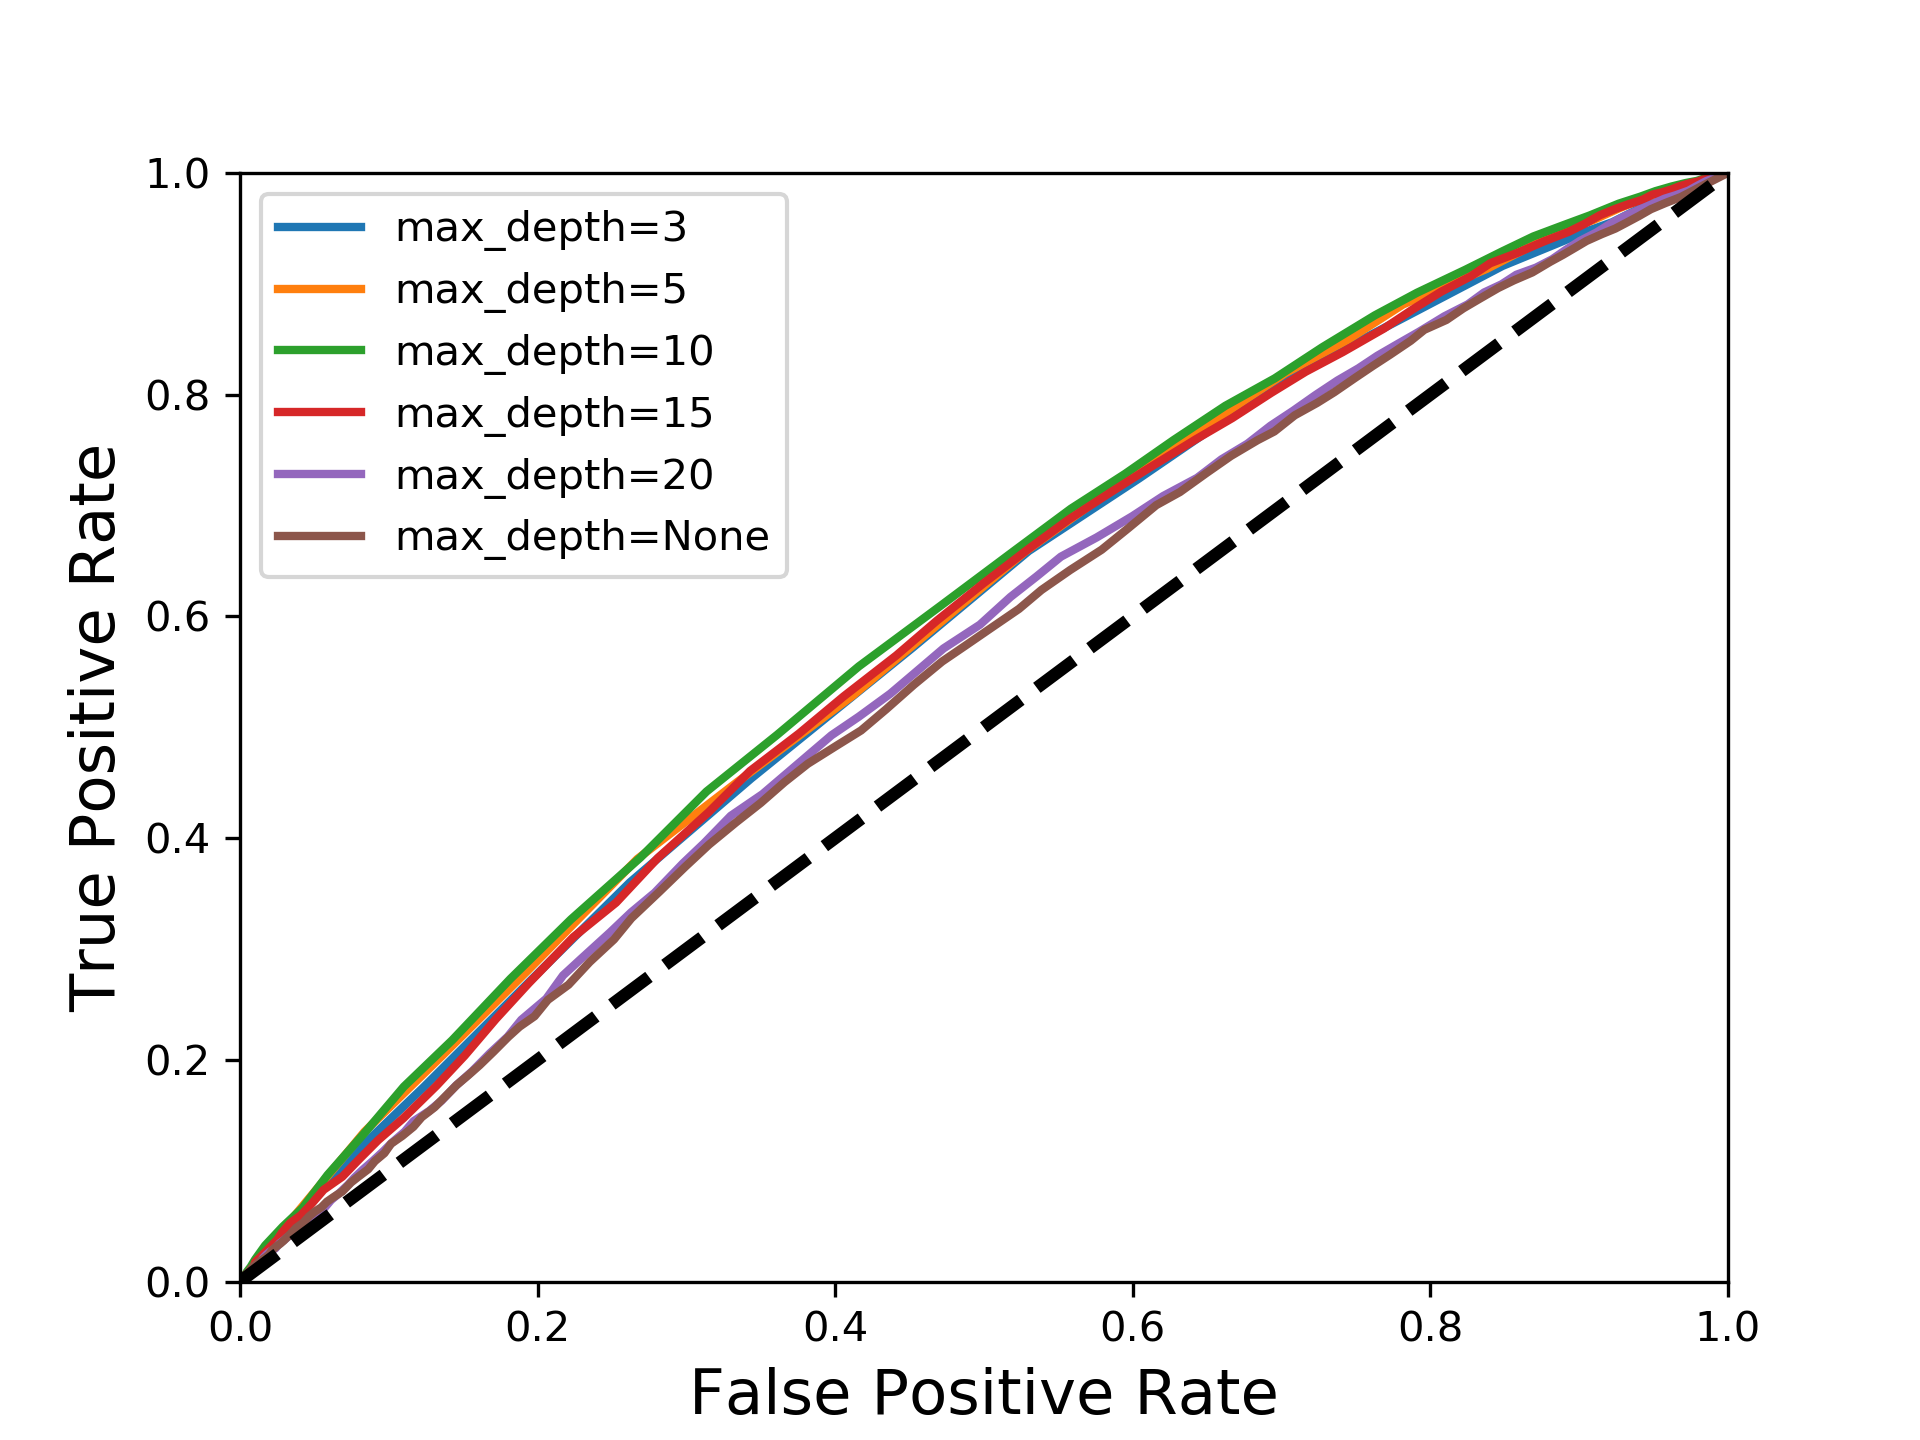 max_depth=3
max_depth=5
max_depth=10
max_depth=15
max_depth=20
max_depth=None
True Positive Rate
1.0
0.8
0.6
0.4
0.2
0.0
0.0 0.2 0.4 0.6 0.8 1.0
False Positive Rate